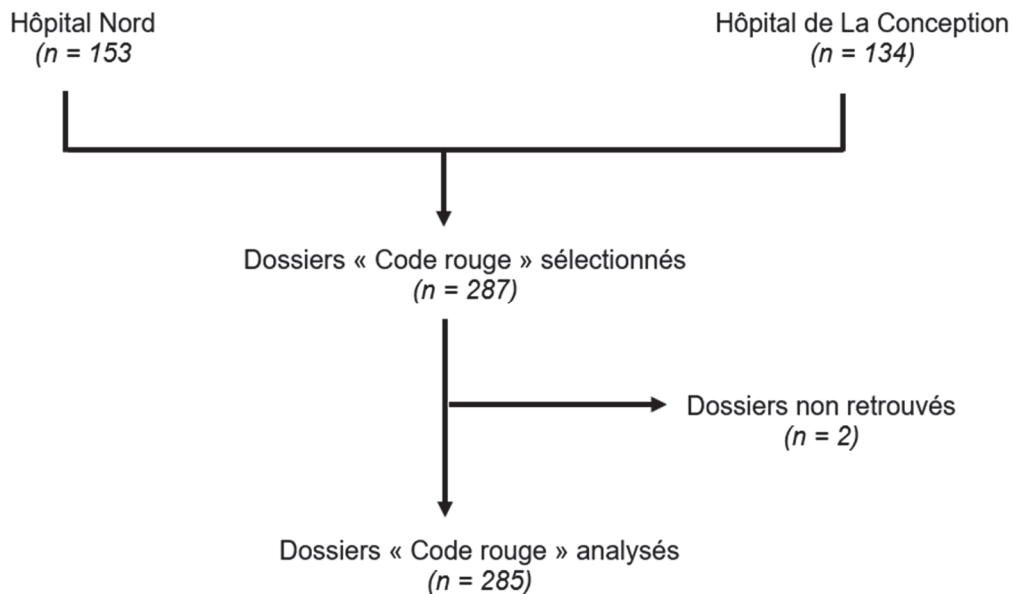 Hôpital Nord
(n = 153
Hôpital de La Conception
(n = 134)
Dossiers « Code rouge » sélectionnés
(n = 287)
Dossiers non retrouvés
(n = 2)
Dossiers « Code rouge » analysés
(n = 285)